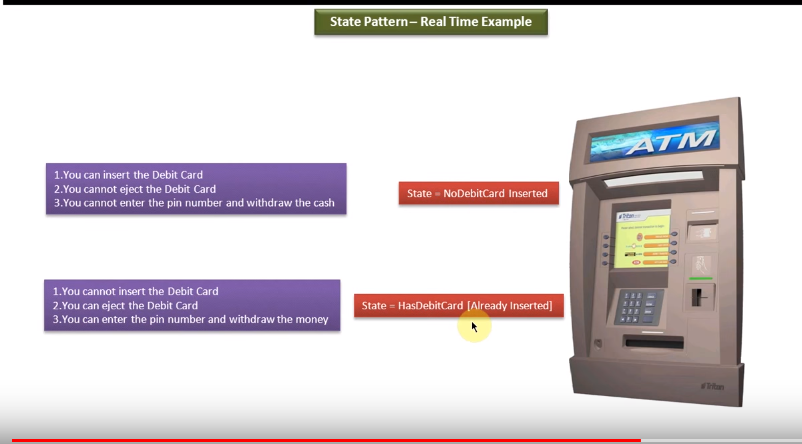 State Pattern – Real Time Example
ATM
1.You can insert the Debit Card
2.You cannot eject the Debit Card
3.You cannot enter the pin number and withdraw the cash
State = NoDebitCard Inserted
1.You cannot insert the Debit Card
2.You can eject the Debit Card
3.You can enter the pin number and withdraw the money
State = HasDebitCard [Already Inserted]
Triton